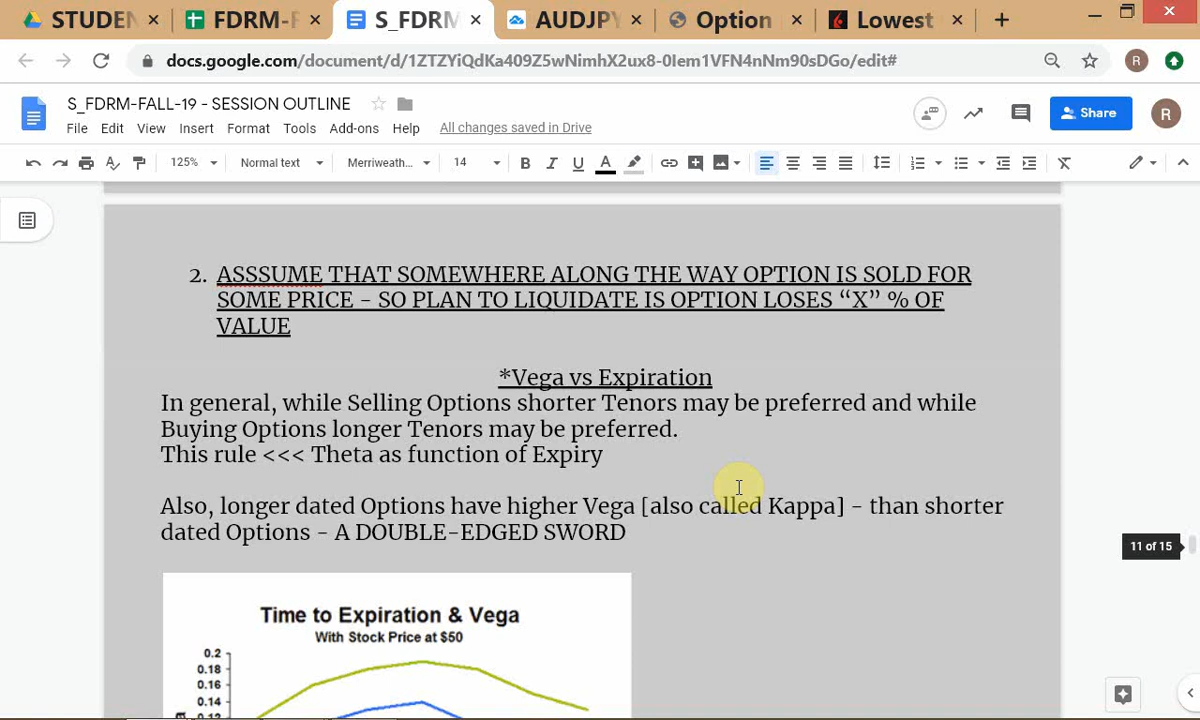 STUDEN
FDRM-F
S_FDRM
AUDJPY
Option
Lowest
docs.google.com/document/d/1ZTZYiQdKa409Z5wNimhX2ux8-0Iem1VFN4nNm90sDGo/edit#
R
S_FDRM-FALL-19 - SESSION OUTLINE
File Edit View Insert Format Tools Add-ons Help All changes saved in Drive
Share
R
125% Normal text Merriweath... 14 B I U A
2. ASSSUME THAT SOMEWHERE ALONG THE WAY OPTION IS SOLD FOR
SOME PRICE - SO PLAN TO LIQUIDATE IS OPTION LOSES “X” % OF
VALUE
*Vega vs Expiration
In general, while Selling Options shorter Tenors may be preferred and while
Buying Options longer Tenors may be preferred.
This rule <<< Theta as function of Expiry
Also, longer dated Options have higher Vega [also called Kappa] - than shorter
dated Options - A DOUBLE-EDGED SWORD
11 of 15
Time to Expiration & Vega
With Stock Price at $50
0.2
0.18
0.16
0.14